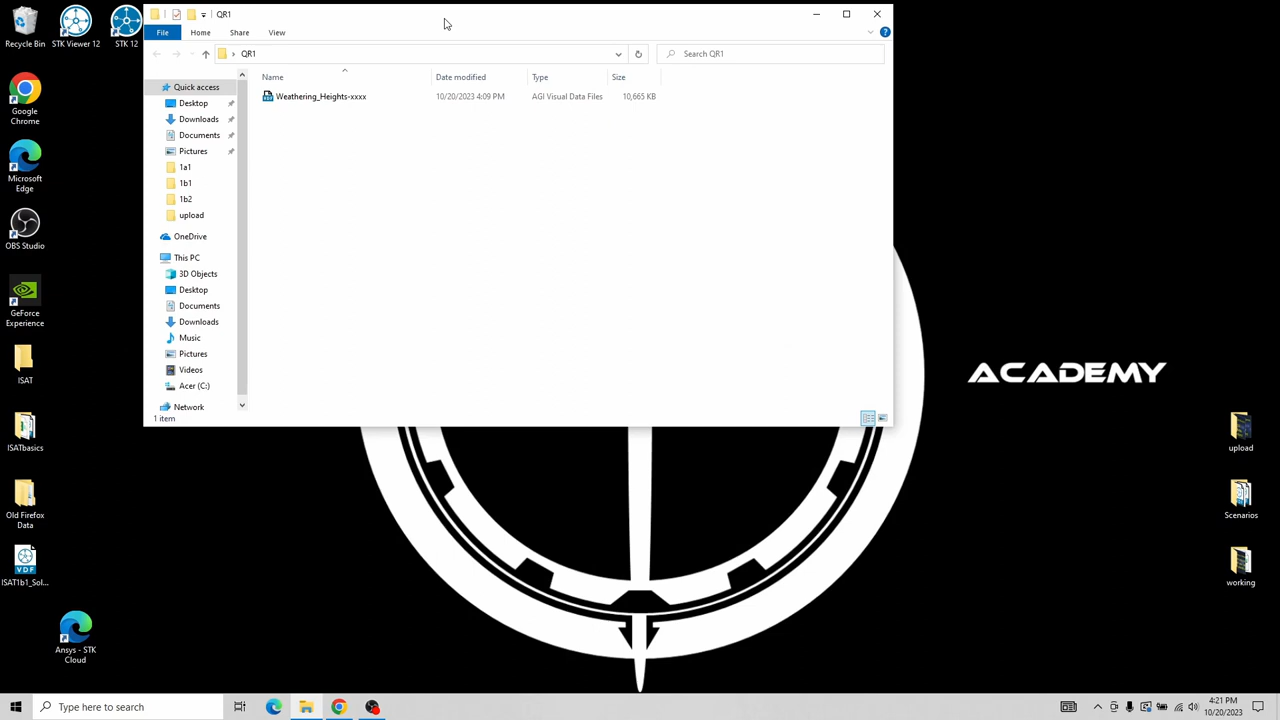 QR1
File
Home
Share
View
QR1
Search QR1
Name
Date modified
Type
Size
Weathering_Heights-xxxx
10/20/2023 4:09 PM
AGI Visual Data Files
10,665 KB
Quick access
Desktop
Downloads
Documents
Pictures
1a1
1b1
1b2
upload
OneDrive
This PC
3D Objects
Desktop
Documents
Downloads
Music
Pictures
Videos
Acer (C:)
Network
1 item
Recycle Bin
STK Viewer 12
STK 12
Google
Chrome
Microsoft
Edge
OBS Studio
GeForce
Experience
ISAT
ISATbasics
Old Firefox
Data
VDF
ISAT1b1_Sol...
Ansys - STK
Cloud
ACADEMY
upload
Scenarios
working
Type here to search
4:21 PM
10/20/2023